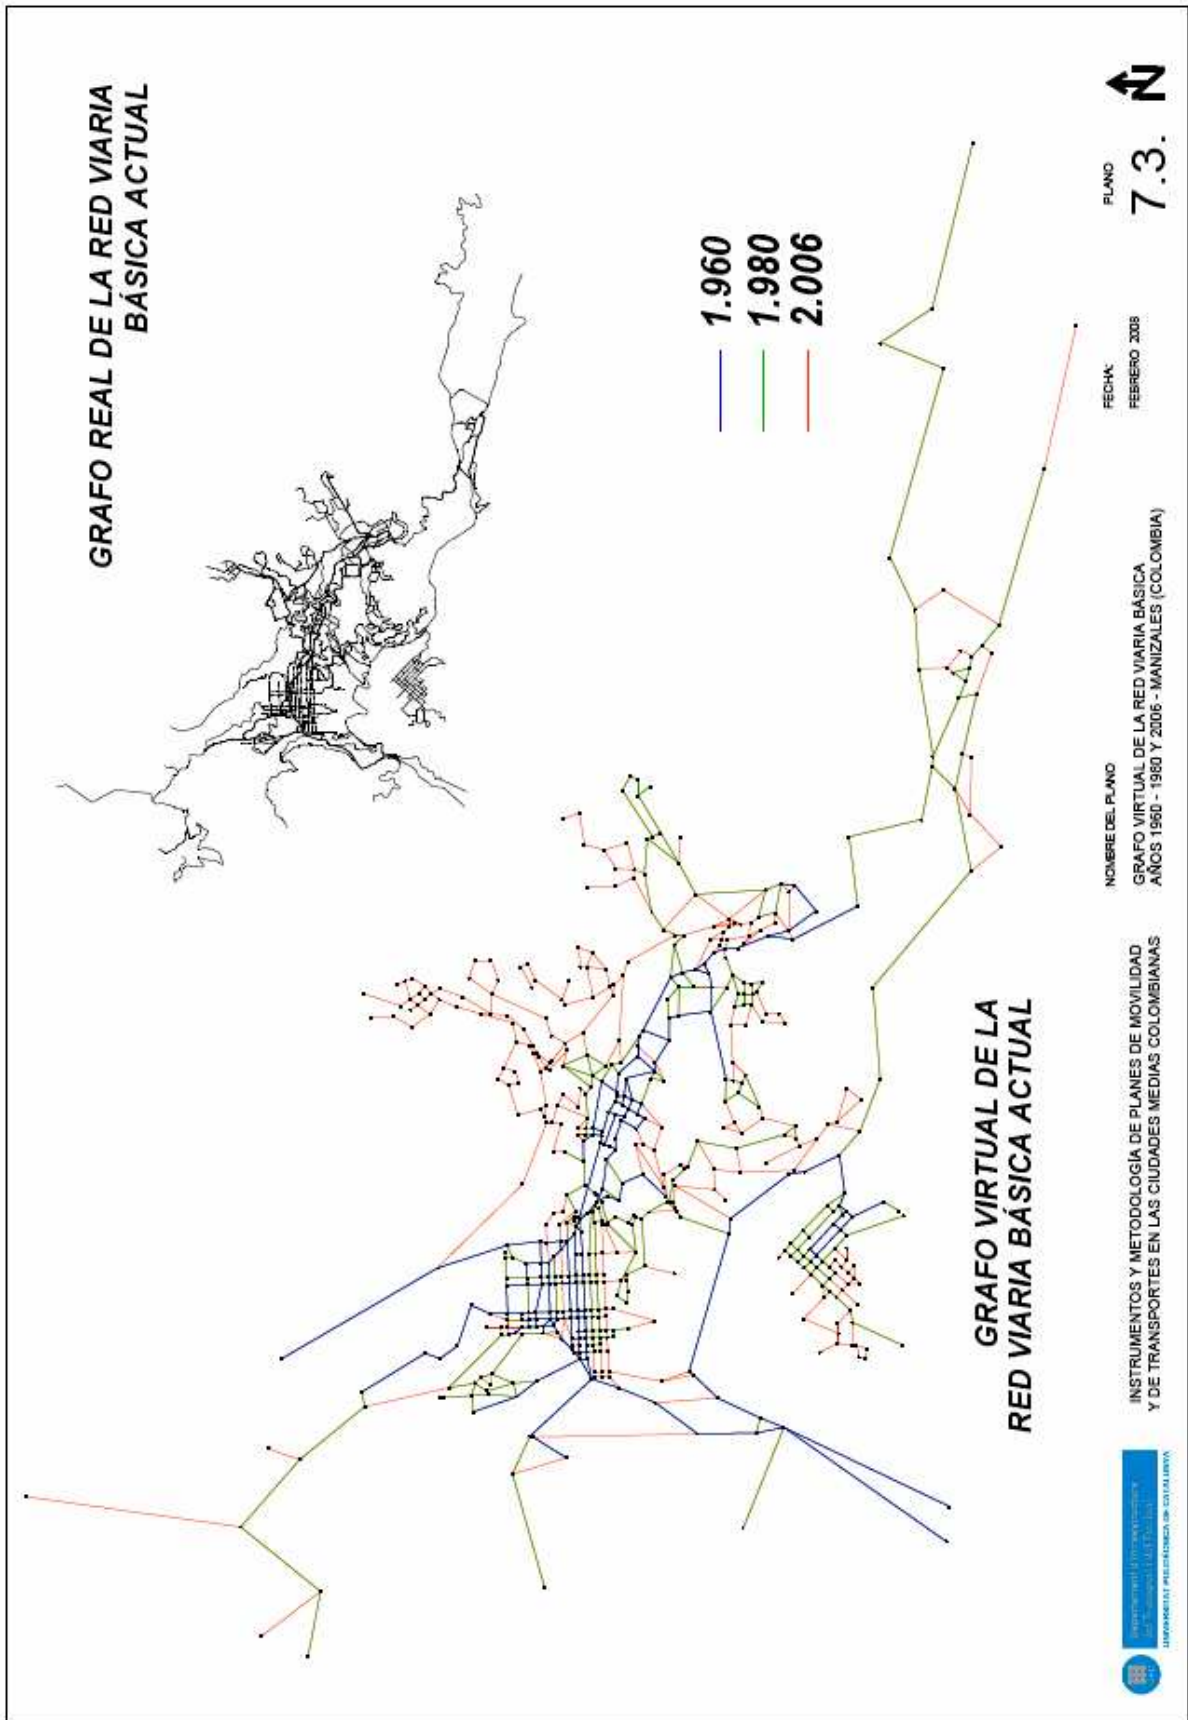 GRAFO REAL DE LA RED VIARIA
BÁSICA ACTUAL
1.960
1.980
2.006
GRAFO VIRTUAL DE LA
RED VIARIA BÁSICA ACTUAL
INSTRUMENTOS Y METODOLOGÍA DE PLANES DE MOVILIDAD
Y DE TRANSPORTES EN LAS CIUDADES MEDIAS COLOMBIANAS
NOMBRE DEL PLANO
GRAFO VIRTUAL DE LA RED VIARIA BÁSICA
AÑOS 1960 - 1980 Y 2006 - MANIZALES (COLOMBIA)
FECHA:
FEBRERO 2008
PLANO
7.3.
N
UNIVERSITAT POLITÈCNICA DE CATALUNYA